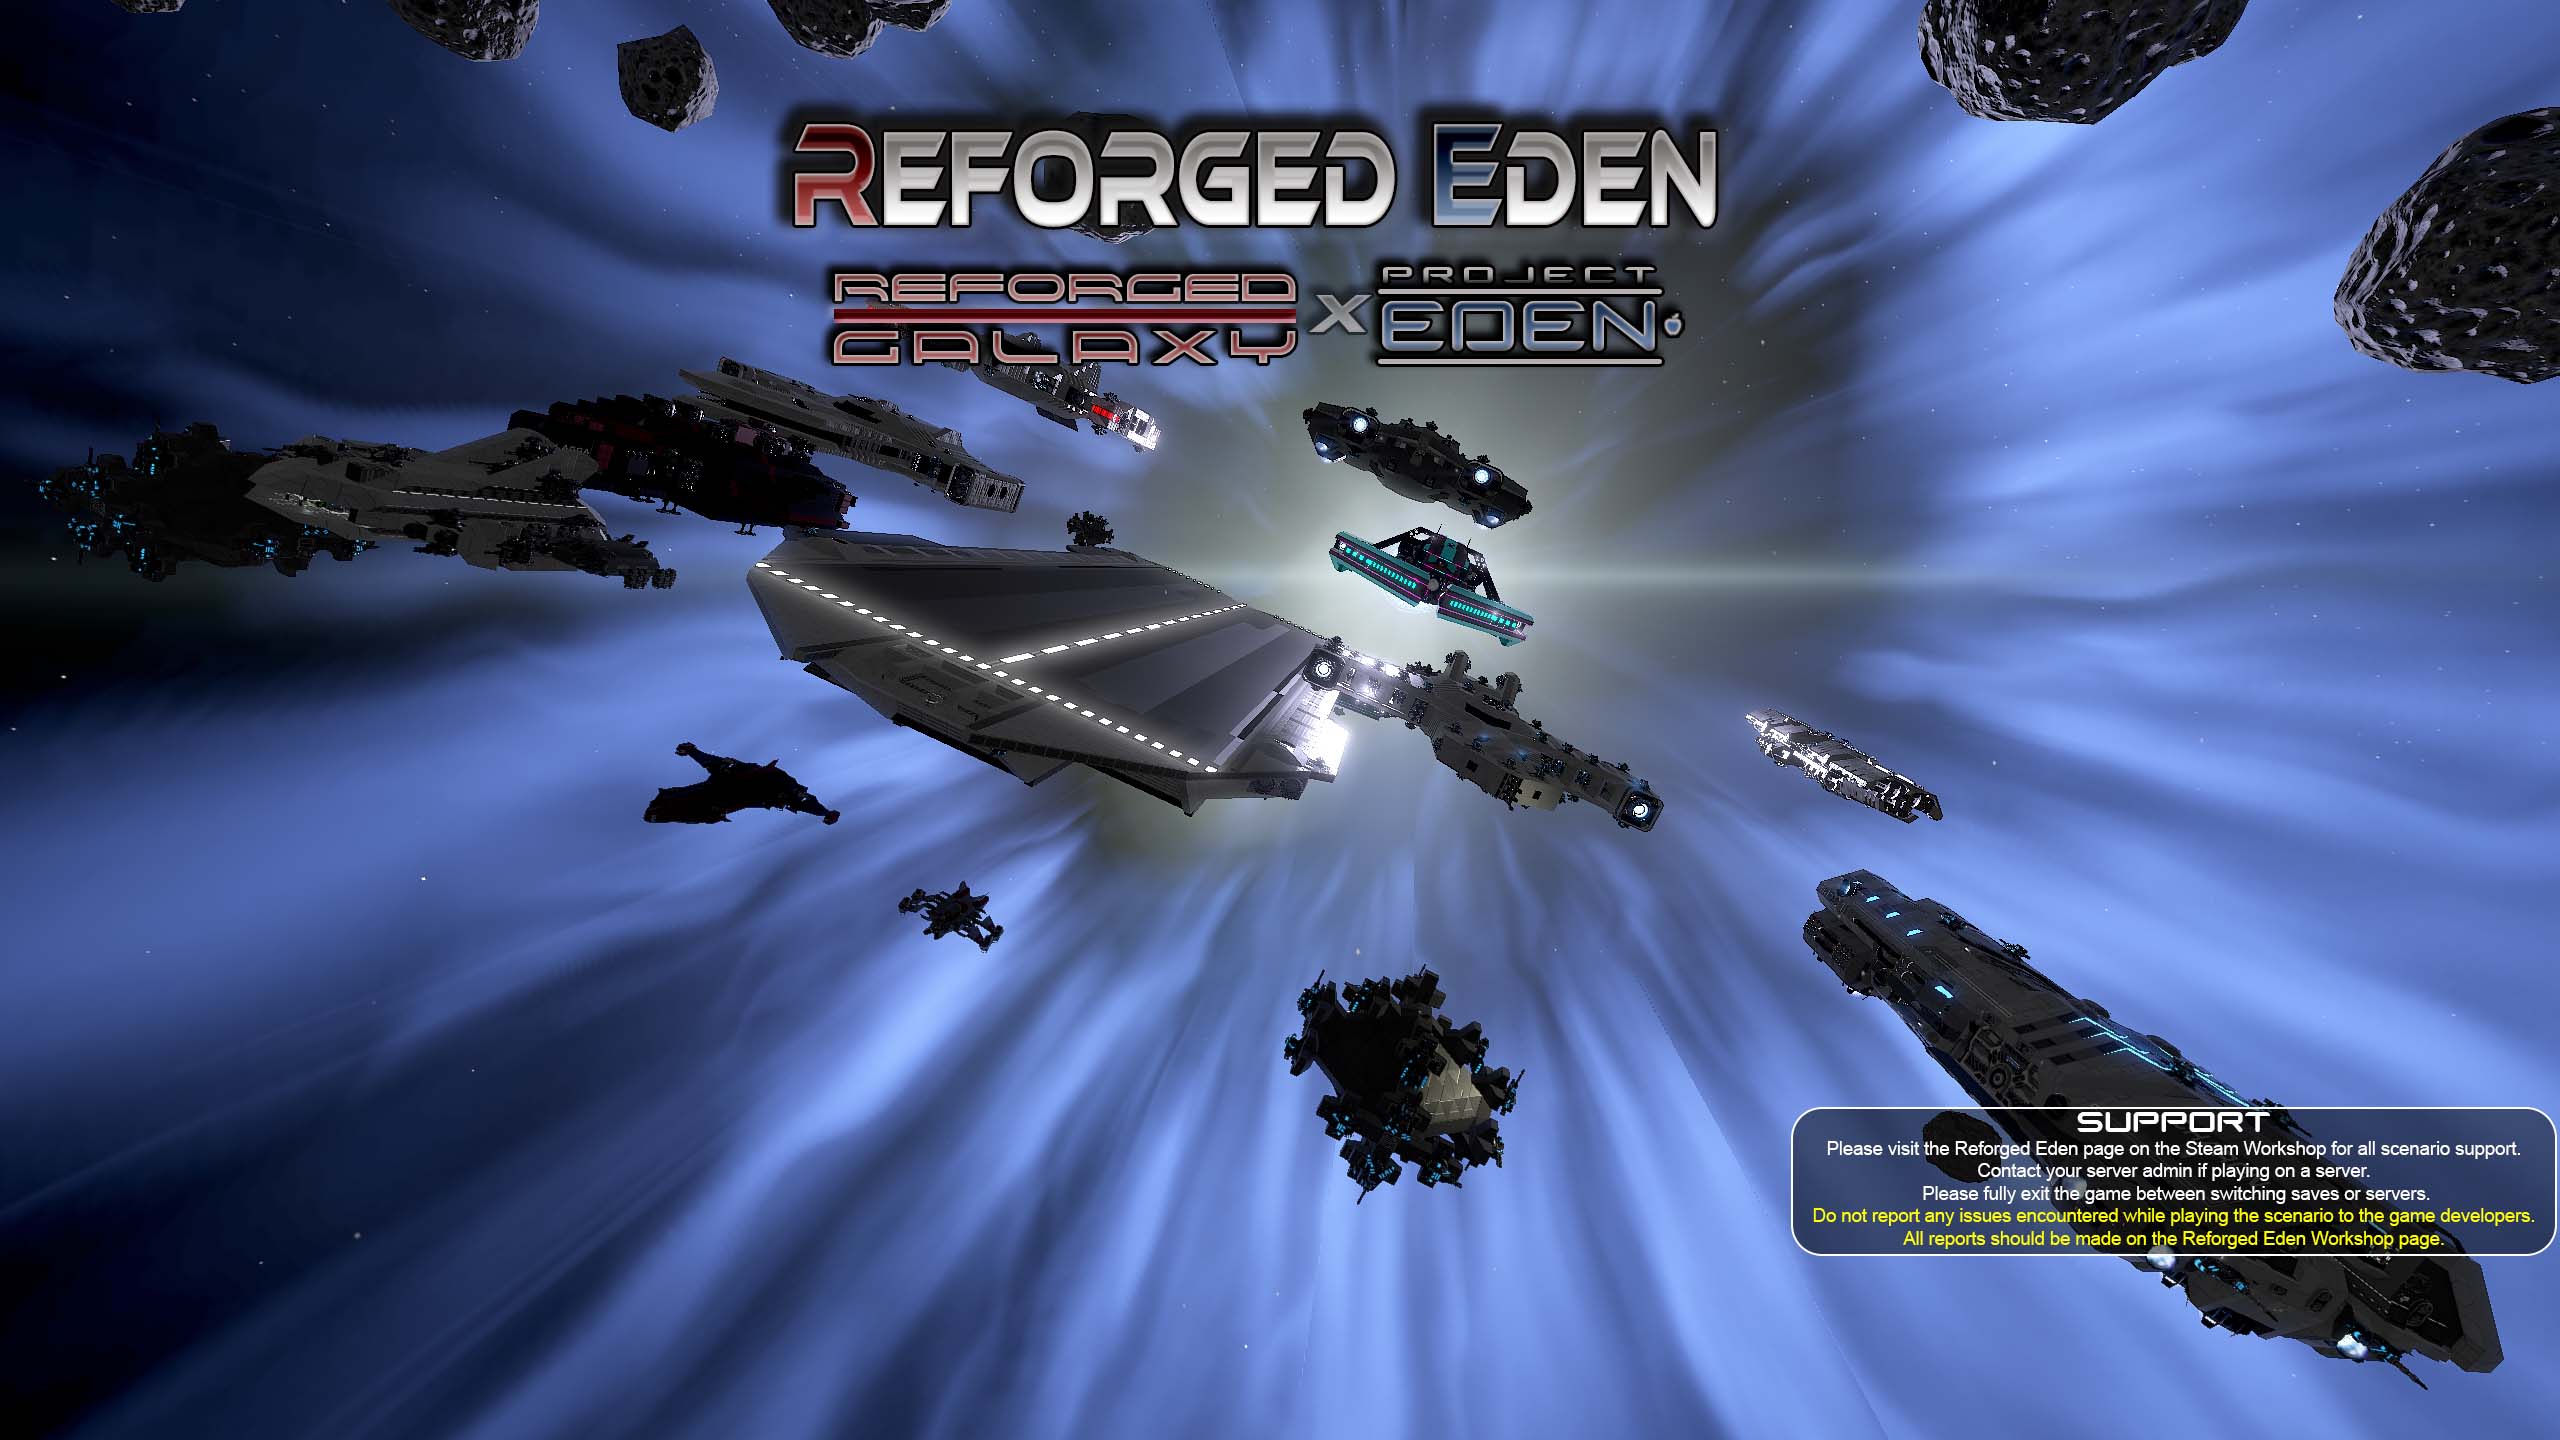 REFORGED EDEN
REFORGED
GALAXY
X
PROJECT
EDEN
SUPPORT
Please visit the Reforged Eden page on the Steam Workshop for all scenario support.
Contact your server admin if playing on a server.
Please fully exit the game between switching saves or servers.
Do not report any issues encountered while playing the scenario to the game developers.
All reports should be made on the Reforged Eden Workshop page.